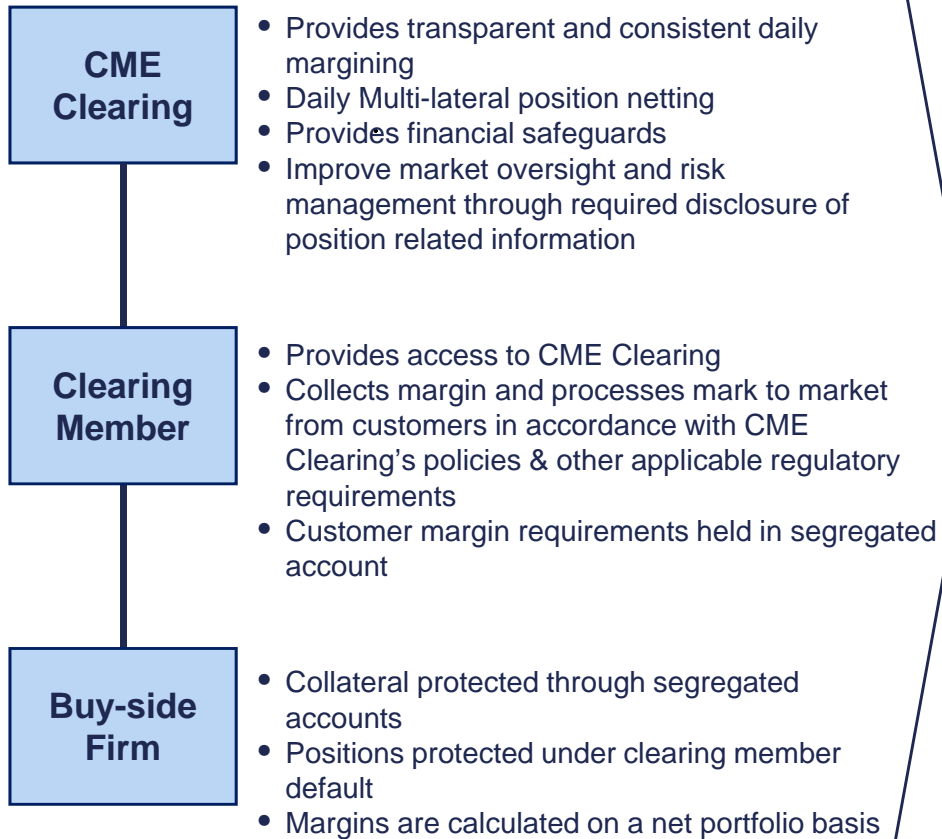 CME
Clearing
• Provides transparent and consistent daily
margining
• Daily Multi-lateral position netting
• Provides financial safeguards
• Improve market oversight and risk
management through required disclosure of
position related information
Clearing
Member
• Provides access to CME Clearing
• Collects margin and processes mark to market
from customers in accordance with CME
Clearing's policies & other applicable regulatory
requirements
• Customer margin requirements held in segregated
account
Buy-side
Firm
• Collateral protected through segregated
accounts
• Positions protected under clearing member
default
• Margins are calculated on a net portfolio basis